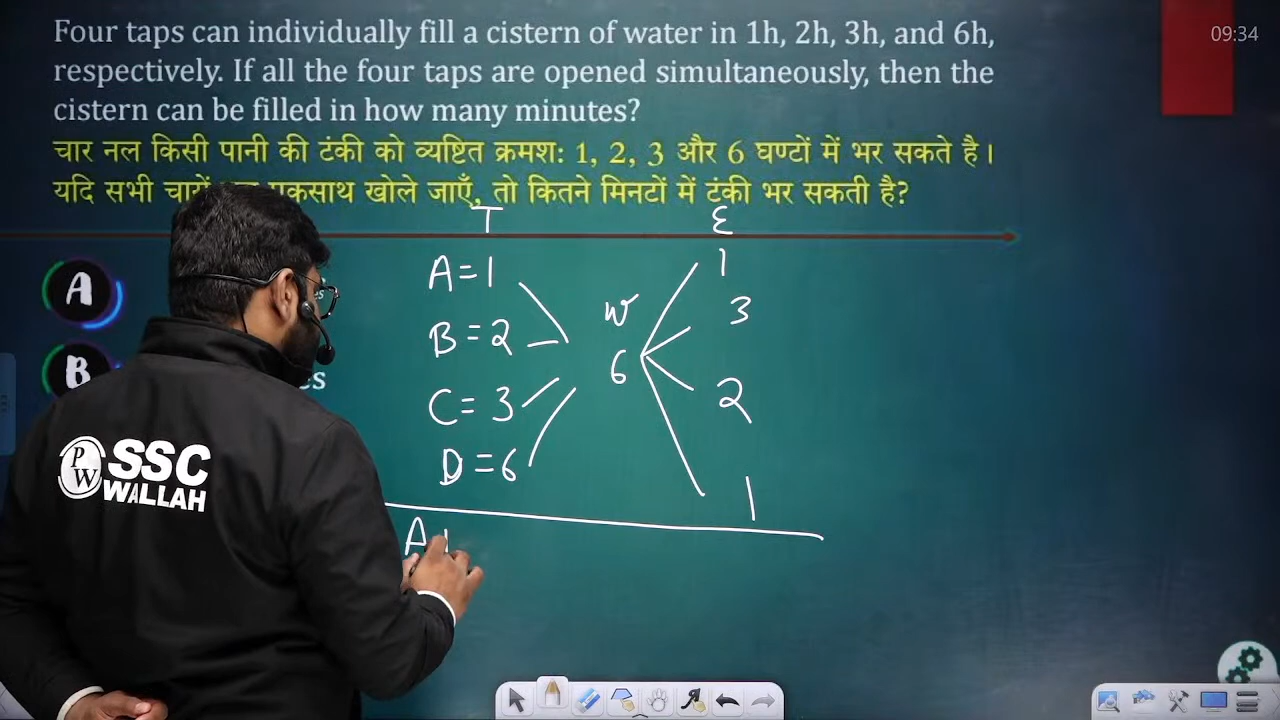 Four taps can individually fill a cistern of water in 1h, 2h, 3h, and 6h,
respectively. If all the four taps are opened simultaneously, then the
cistern can be filled in how many minutes?
चार नल किसी पानी की टंकी को व्यष्टित क्रमश: 1, 2, 3 और 6 घण्टों में भर सकते है।
यदि सभी चारों एकसाथ खोले जाएँ, तो कितने मिनटों में टंकी भर सकती है?
09:34
T
E
A
A=1
1
B=2
W
3
B
6
C=3
2
D=6
1
PW SSC
WALLAH
A